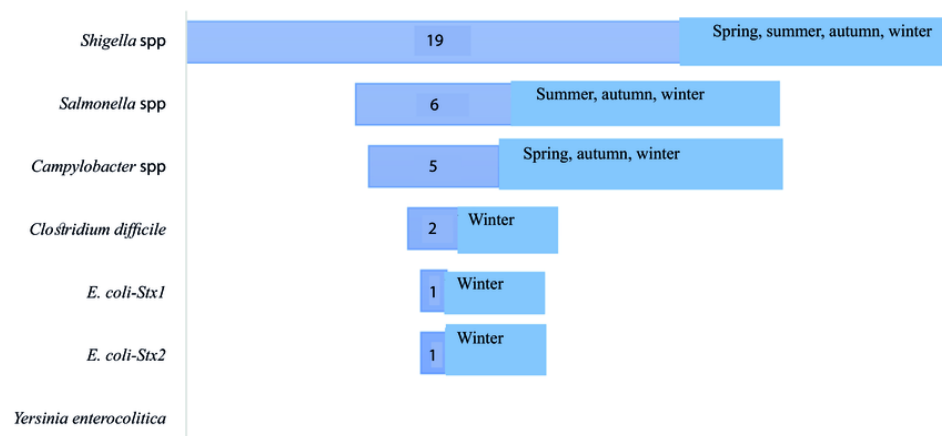 Shigella spp
19
Spring, summer, autumn, winter
Salmonella spp
6
Summer, autumn, winter
Campylobacter spp
5
Spring, autumn, winter
Clostridium difficile
2
Winter
E. coli-Stx1
1
Winter
E. coli-Stx2
1
Winter
Yersinia enterocolitica